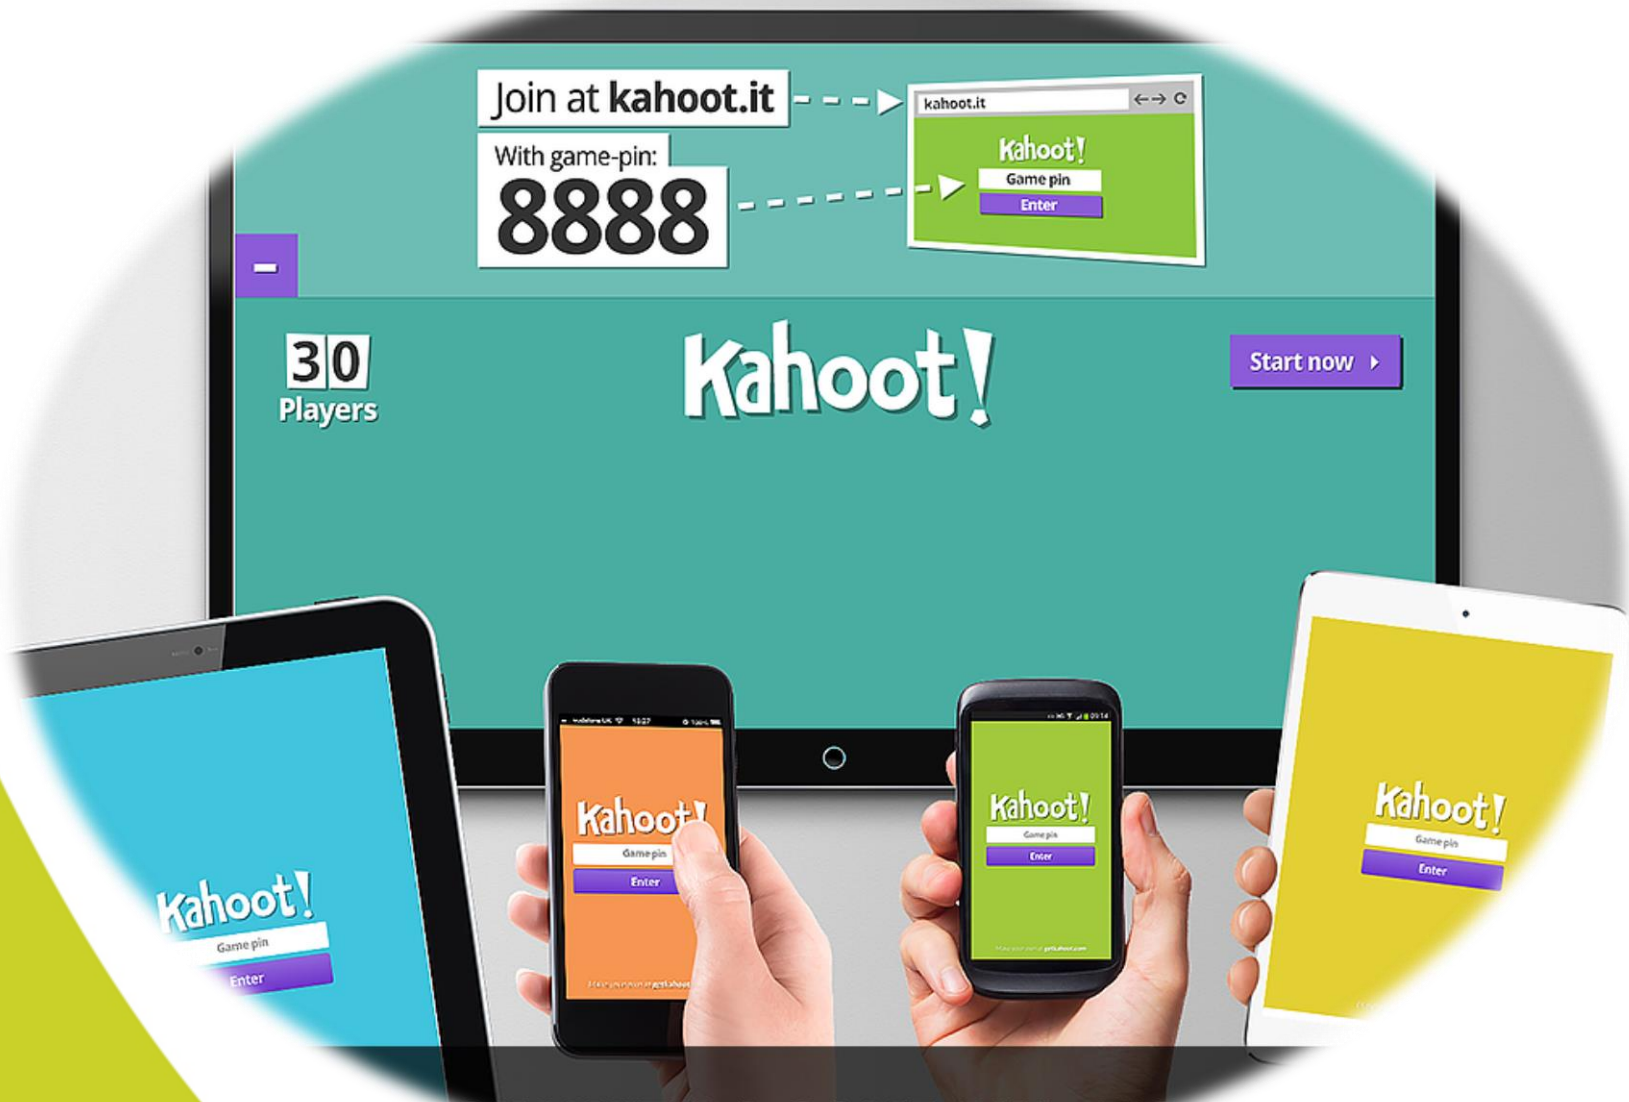 Join at kahoot.it
kahoot.it
With game-pin:
8888
Kahoot!
Game pin
Enter
30
Players
Kahoot!
Start now
Kahoot!
Game pin
Enter
Kahoot!
Game pin
Enter
Kahoot!
Game pin
Enter
Kahoot!
Game pin
Enter